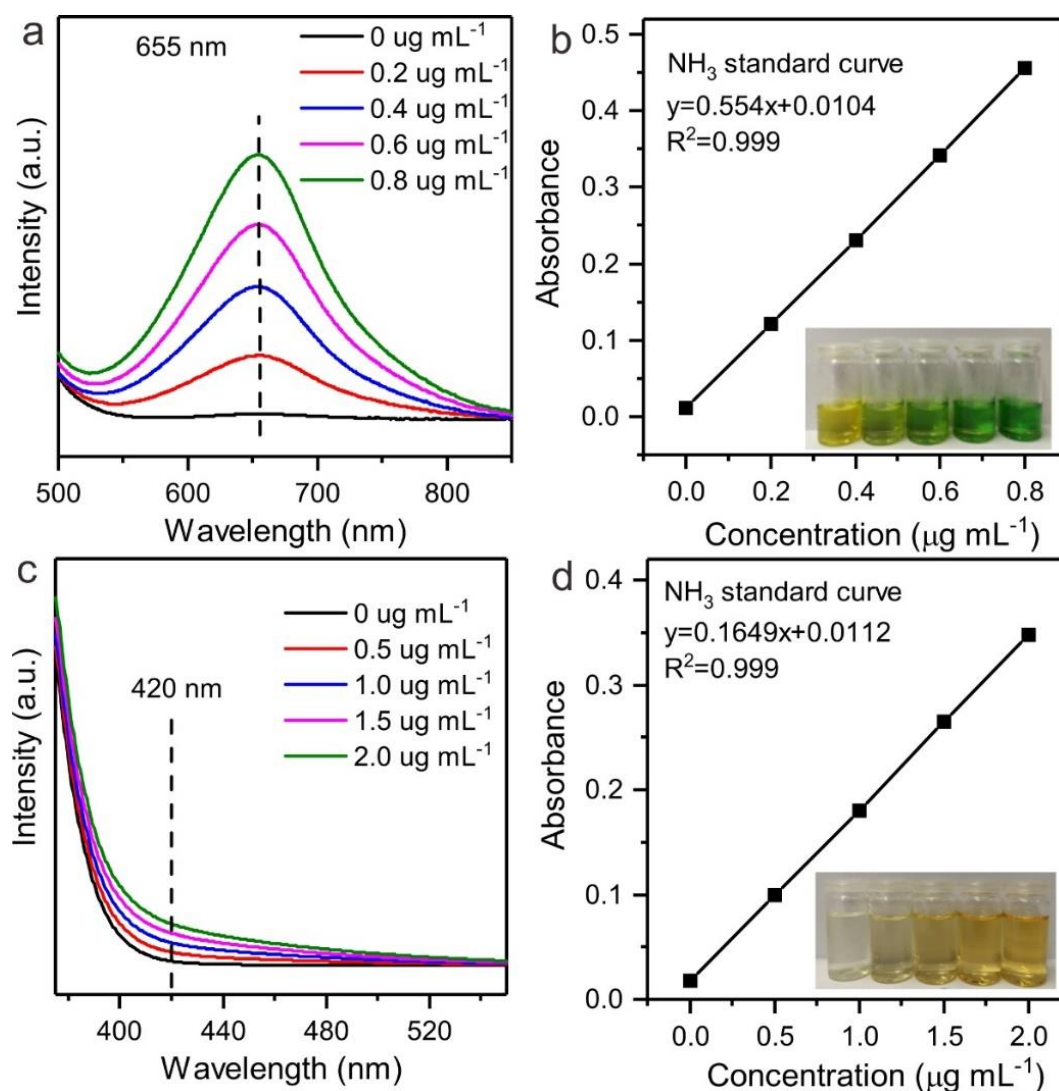 a
655 nm
0 ug mL⁻¹
0.2 ug mL⁻¹
0.4 ug mL⁻¹
0.6 ug mL⁻¹
0.8 ug mL⁻¹
Intensity (a.u.)
500 600 700 800
Wavelength (nm)
b
NH₃ standard curve
y=0.554x+0.0104
R²=0.999
Absorbance
0.5
0.4
0.3
0.2
0.1
0.0
0.0 0.2 0.4 0.6 0.8
Concentration (μg mL⁻¹)
c
420 nm
0 ug mL⁻¹
0.5 ug mL⁻¹
1.0 ug mL⁻¹
1.5 ug mL⁻¹
2.0 ug mL⁻¹
Intensity (a.u.)
400 440 480 520
Wavelength (nm)
d
NH₃ standard curve
y=0.1649x+0.0112
R²=0.999
Absorbance
0.4
0.3
0.2
0.1
0.0
0.0 0.5 1.0 1.5 2.0
Concentration (μg mL⁻¹)